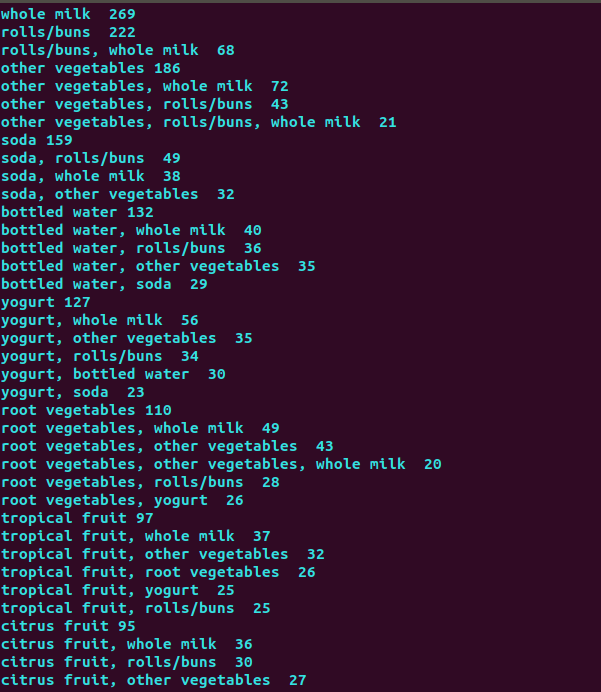 whole milk  269
rolls/buns  222
rolls/buns, whole milk  68
other vegetables 186
other vegetables, whole milk  72
other vegetables, rolls/buns  43
other vegetables, rolls/buns, whole milk  21
soda 159
soda, rolls/buns  49
soda, whole milk  38
soda, other vegetables  32
bottled water 132
bottled water, whole milk  40
bottled water, rolls/buns  36
bottled water, other vegetables  35
bottled water, soda  29
yogurt 127
yogurt, whole milk  56
yogurt, other vegetables  35
yogurt, rolls/buns  34
yogurt, bottled water  30
yogurt, soda  23
root vegetables 110
root vegetables, whole milk  49
root vegetables, other vegetables  43
root vegetables, other vegetables, whole milk  20
root vegetables, rolls/buns  28
root vegetables, yogurt  26
tropical fruit 97
tropical fruit, whole milk  37
tropical fruit, other vegetables  32
tropical fruit, root vegetables  26
tropical fruit, yogurt  25
tropical fruit, rolls/buns  25
citrus fruit 95
citrus fruit, whole milk  36
citrus fruit, rolls/buns  30
citrus fruit, other vegetables  27